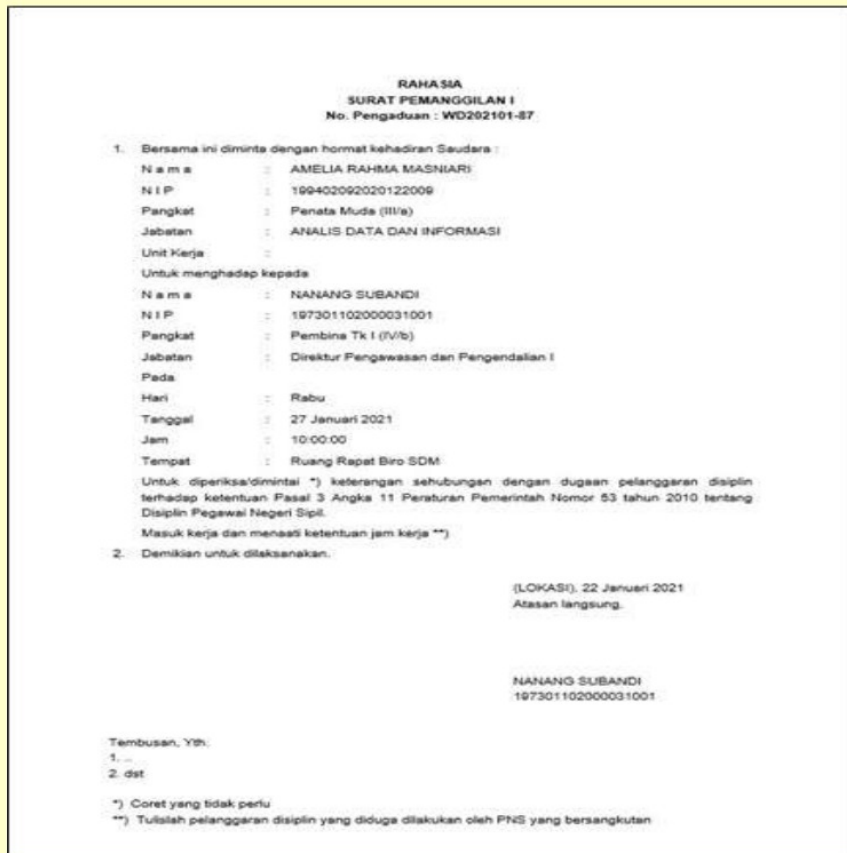 RAHASIA
SURAT PEMANGGILAN I
No. Pengaduan : WD202101-87
1. Bersama ini diminta dengan hormat kehadiran Saudara :
N a m a : AMELIA RAHMA MASNIARI
N I P : 199402092020122009
Pangkat : Penata Muda (III/a)
Jabatan : ANALIS DATA DAN INFORMASI
Unit Kerja :
Untuk menghadap kepada
N a m a : NANANG SUBANDI
N I P : 197301102000031001
Pangkat : Pembina Tk I (IV/b)
Jabatan : Direktur Pengawasan dan Pengendalian I
Pada
Hari : Rabu
Tanggal : 27 Januari 2021
Jam : 10:00:00
Tempat : Ruang Rapat Biro SDM
Untuk diperiksa/dimintai *) keterangan sehubungan dengan dugaan pelanggaran disiplin
terhadap ketentuan Pasal 3 Angka 11 Peraturan Pemerintah Nomor 53 tahun 2010 tentang
Disiplin Pegawai Negeri Sipil.
Masuk kerja dan menaati ketentuan jam kerja **)
2. Demikian untuk dilaksanakan.
(LOKASI), 22 Januari 2021
Atasan langsung,
NANANG SUBANDI
197301102000031001
Tembusan, Yth:
1. ..
2. dst
*) Coret yang tidak perlu
**) Tulislah pelanggaran disiplin yang diduga dilakukan oleh PNS yang bersangkutan